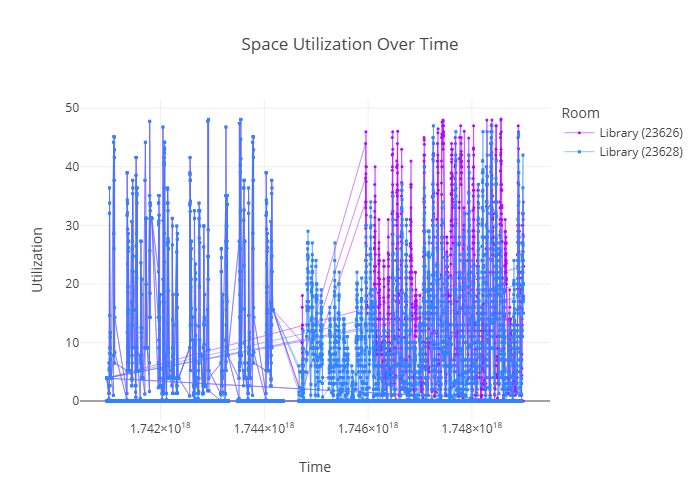 Space Utilization Over Time
Room
Library (23626)
Library (23628)
Utilization
50
40
30
20
10
0
1.742×10¹⁸
1.744×10¹⁸
1.746×10¹⁸
1.748×10¹⁸
Time